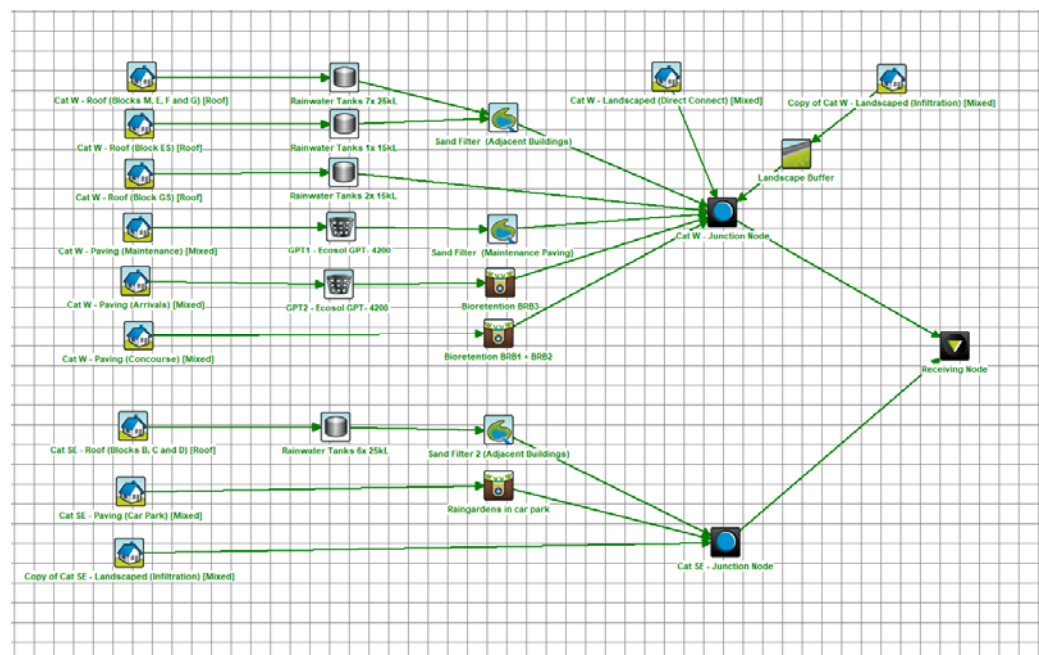 Cat W - Roof (Blocks M, E, F and G) [Roof]
Rainwater Tanks 7x 25kL
Cat W - Landscaped (Direct Connect) [Mixed]
Copy of Cat W - Landscaped (Infiltration) [Mixed]
Cat W - Roof (Block ES) [Roof]
Rainwater Tanks 1x 15kL
Sand Filter (Adjacent Buildings)
Landscape Buffer
Cat W - Roof (Block GS) [Roof]
Rainwater Tanks 2x 15kL
Cat W - Junction Node
Cat W - Paving (Maintenance) [Mixed]
GPT1 - Ecosol GPT- 4200
Sand Filter (Maintenance Paving)
Cat W - Paving (Arrivals) [Mixed]
GPT2 - Ecosol GPT- 4200
Bioretention BRB3
Cat W - Paving (Concourse) [Mixed]
Bioretention BRB1 + BRB2
Receiving Node
Cat SE - Roof (Blocks B, C and D) [Roof]
Rainwater Tanks 6x 25kL
Sand Filter 2 (Adjacent Buildings)
Cat SE - Paving (Car Park) [Mixed]
Raingardens in car park
Copy of Cat SE - Landscaped (Infiltration) [Mixed]
Cat SE - Junction Node